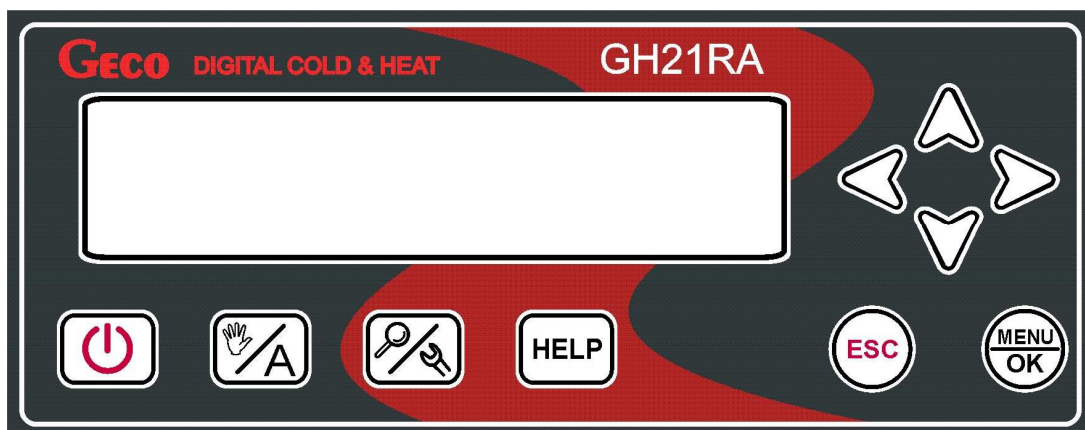 GECO DIGITAL COLD & HEAT GH21RA
A
HELP
ESC
MENU
OK